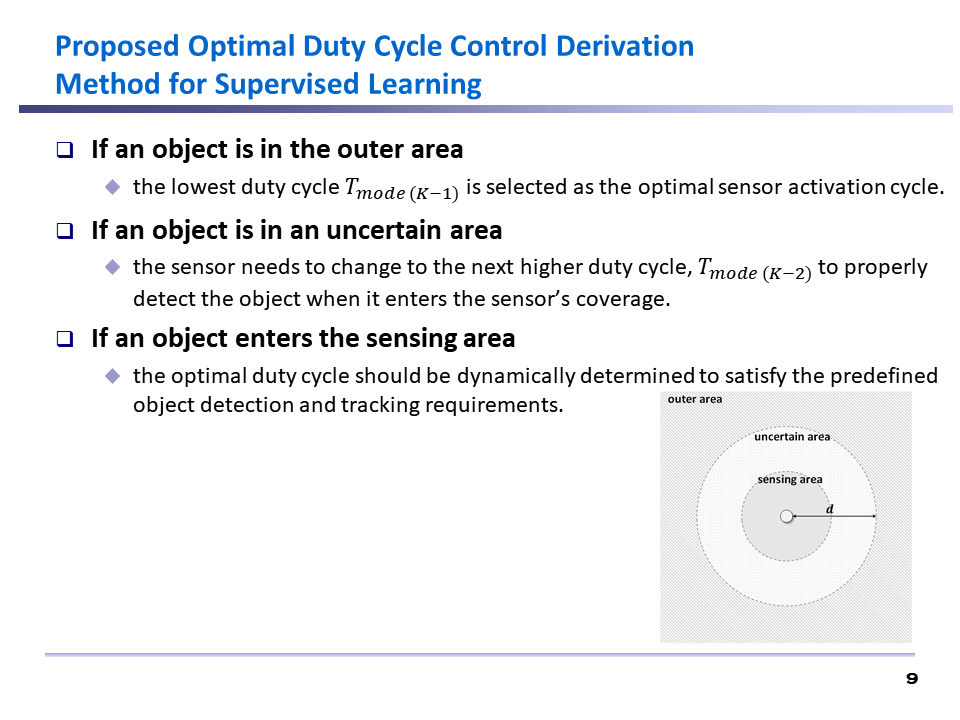 Proposed Optimal Duty Cycle Control Derivation
Method for Supervised Learning
If an object is in the outer area
the lowest duty cycle T_{mode (K−1)} is selected as the optimal sensor activation cycle.
If an object is in an uncertain area
the sensor needs to change to the next higher duty cycle, T_{mode (K−2)} to properly
detect the object when it enters the sensor’s coverage.
If an object enters the sensing area
the optimal duty cycle should be dynamically determined to satisfy the predefined
object detection and tracking requirements.
outer area
uncertain area
sensing area
d
9